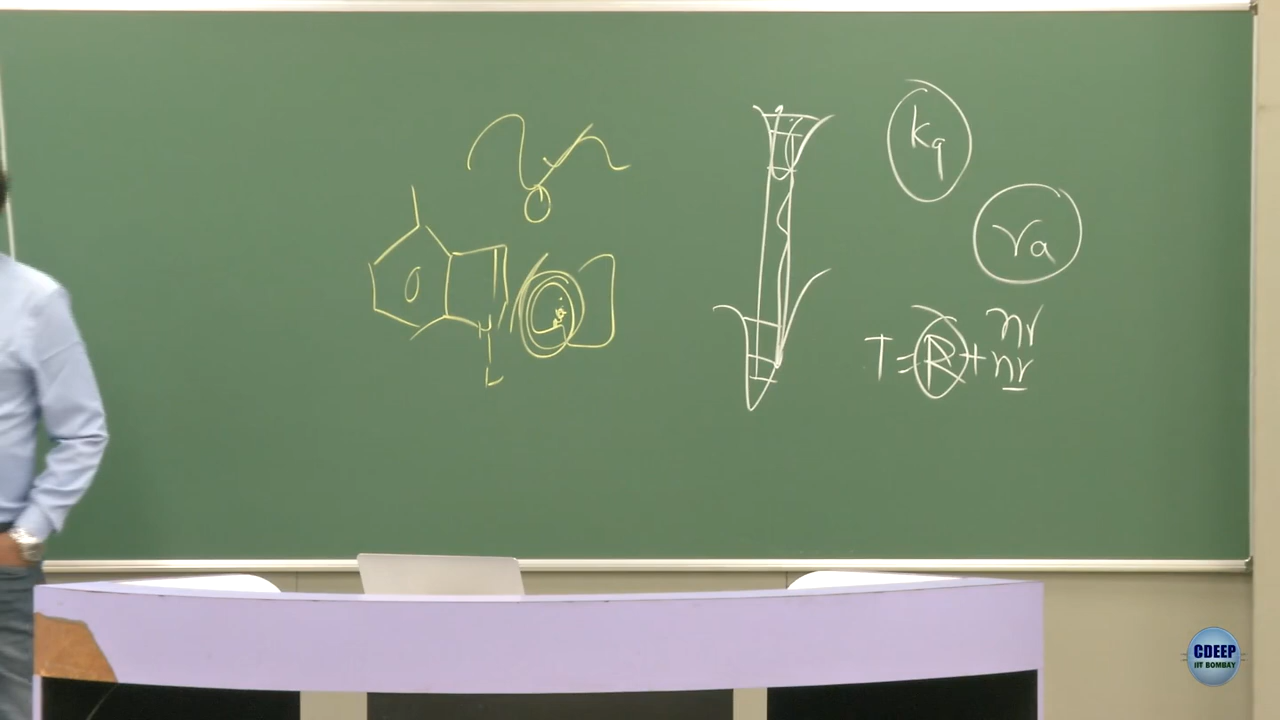 kq
ra
nr
T = R + nr
CDEEP
IIT BOMBAY